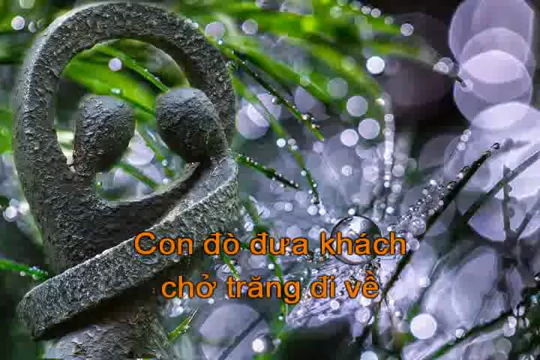 Con đò đưa khách
chở trăng đi về